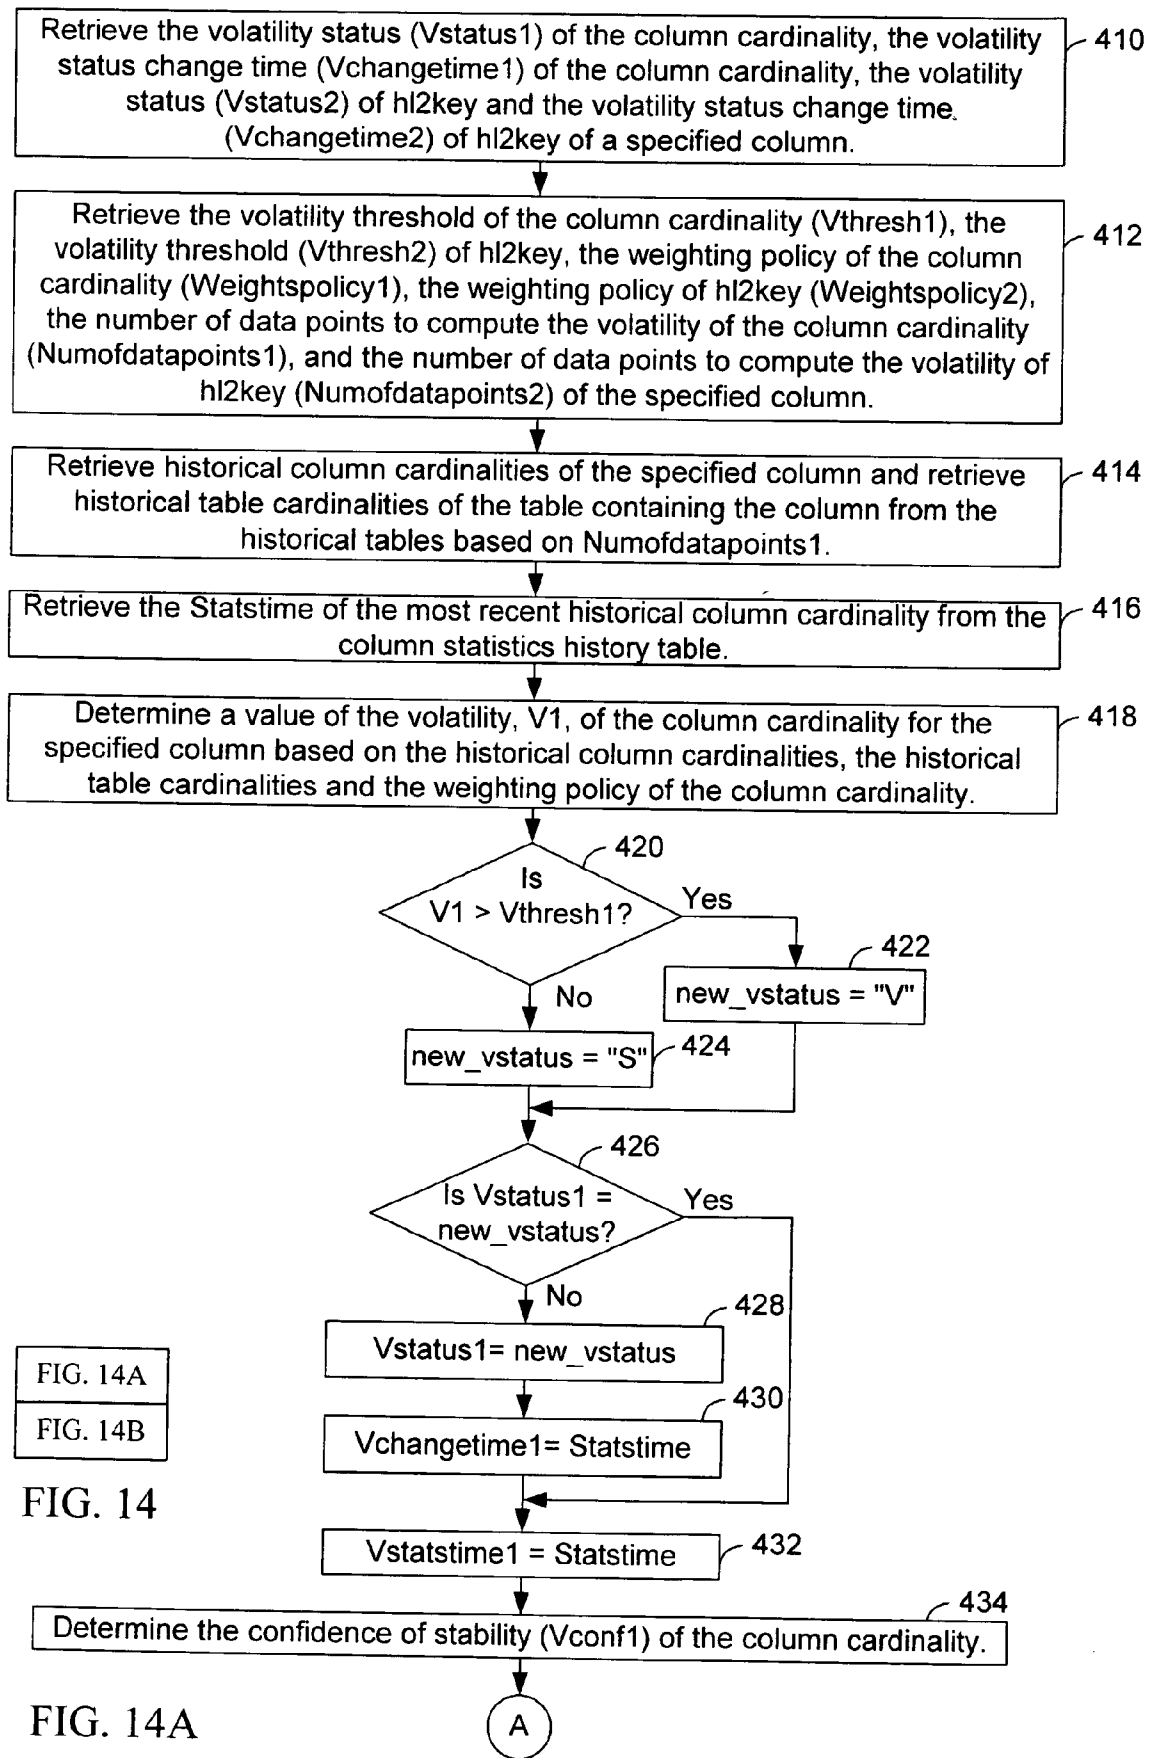 Retrieve the volatility status (Vstatus1) of the column cardinality, the volatility
status change time (Vchangetime1) of the column cardinality, the volatility
status (Vstatus2) of hl2key and the volatility status change time.
(Vchangetime2) of hl2key of a specified column.
410
Retrieve the volatility threshold of the column cardinality (Vthresh1), the
volatility threshold (Vthresh2) of hl2key, the weighting policy of the column
cardinality (Weightspolicy1), the weighting policy of hl2key (Weightspolicy2),
the number of data points to compute the volatility of the column cardinality
(Numofdatapoints1), and the number of data points to compute the volatility of
hl2key (Numofdatapoints2) of the specified column.
412
Retrieve historical column cardinalities of the specified column and retrieve
historical table cardinalities of the table containing the column from the
historical tables based on Numofdatapoints1.
414
Retrieve the Statstime of the most recent historical column cardinality from the
column statistics history table.
416
Determine a value of the volatility, V1, of the column cardinality for the
specified column based on the historical column cardinalities, the historical
table cardinalities and the weighting policy of the column cardinality.
418
420
Is
V1 > Vthresh1?
Yes
422
new_vstatus = "V"
No
new_vstatus = "S"
424
426
Is Vstatus1 =
new_vstatus?
Yes
No
428
Vstatus1= new_vstatus
430
Vchangetime1= Statstime
FIG. 14A
FIG. 14B
FIG. 14
Vstatstime1 = Statstime
432
434
Determine the confidence of stability (Vconf1) of the column cardinality.
A
FIG. 14A